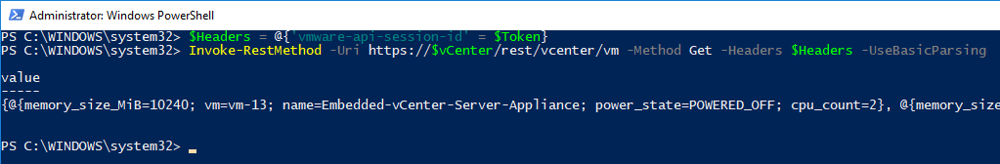 Administrator: Windows PowerShell
PS C:\WINDOWS\system32> $Headers = @{'vmware-api-session-id' = $Token}
PS C:\WINDOWS\system32> Invoke-RestMethod -Uri https://$vCenter/rest/vcenter/vm -Method Get -Headers $Headers -UseBasicParsing
value
-----
{@{memory_size_MiB=10240; vm=vm-13; name=Embedded-vCenter-Server-Appliance; power_state=POWERED_OFF; cpu_count=2}, @{memory_size
PS C:\WINDOWS\system32>